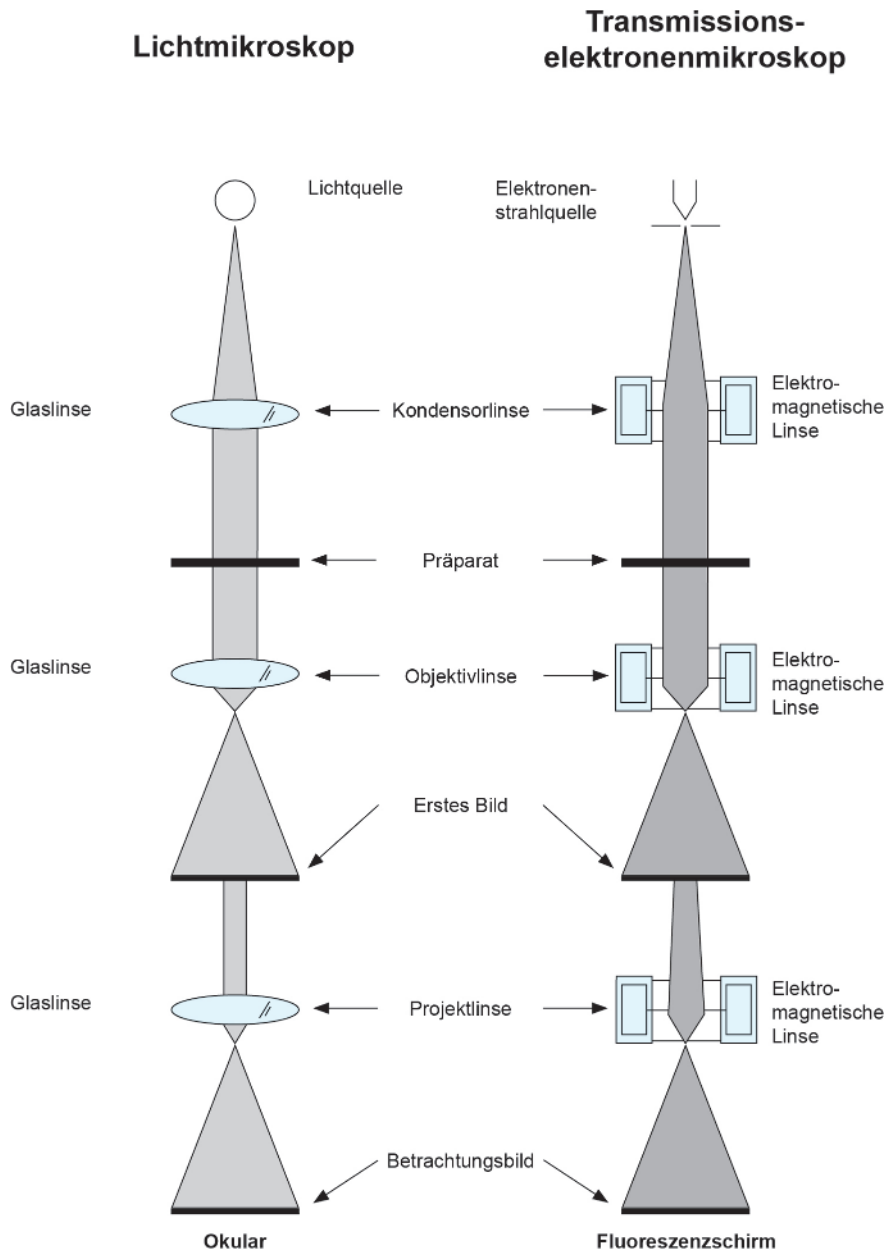 Lichtmikroskop
Transmissions-
elektronenmikroskop
Lichtquelle
Elektronen-
strahlquelle
Glaslinse
Kondensorlinse
Elektro-
magnetische
Linse
Präparat
Glaslinse
Objektivlinse
Elektro-
magnetische
Linse
Erstes Bild
Glaslinse
Projektlinse
Elektro-
magnetische
Linse
Betrachtungsbild
Okular
Fluoreszenzschirm